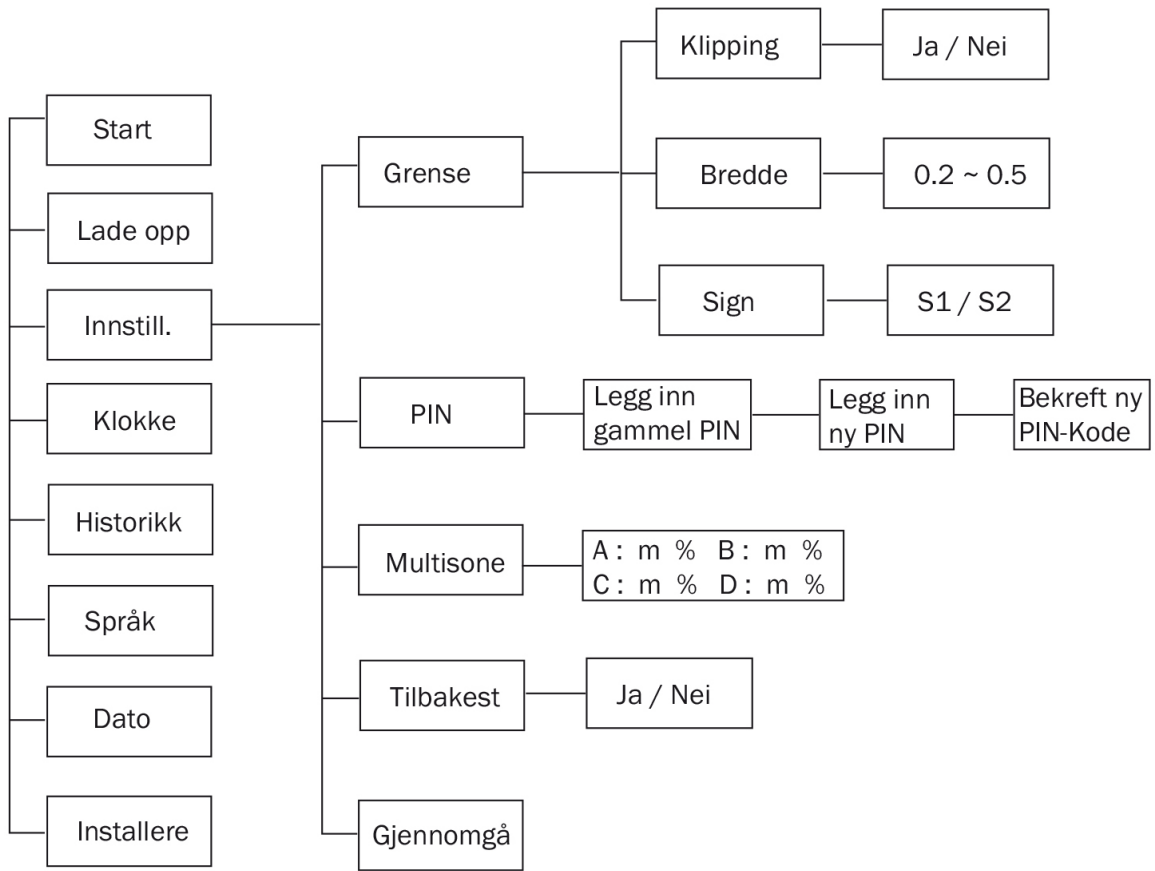 Start
Lade opp
Innstill.
Klokke
Historikk
Språk
Dato
Installere
Grense
Klipping
Ja / Nei
Bredde
0.2 ~ 0.5
Sign
S1 / S2
PIN
Legg inn
gammel PIN
Legg inn
ny PIN
Bekreft ny
PIN-Kode
Multisone
A :  m  %   B :  m  %
C :  m  %   D :  m  %
Tilbakest
Ja / Nei
Gjennomgå